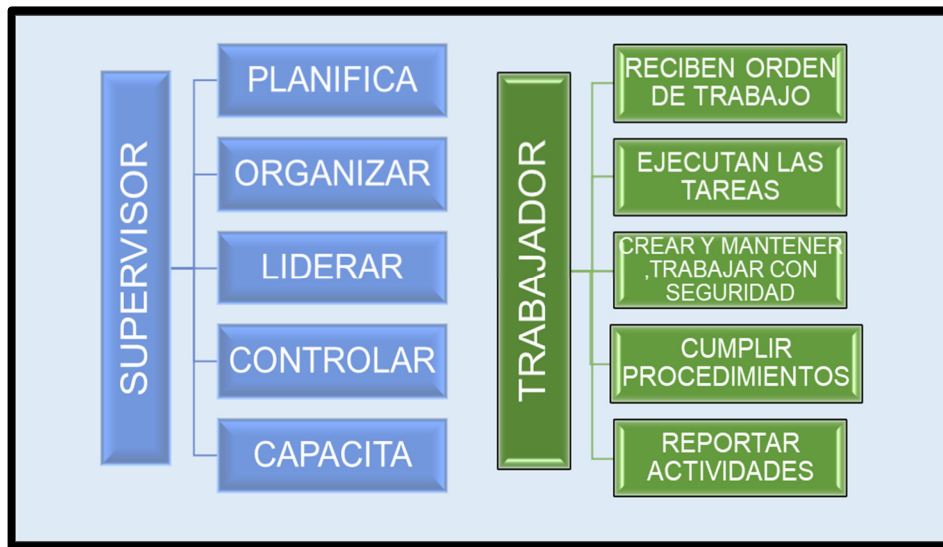 SUPERVISOR
PLANIFICA
ORGANIZAR
LIDERAR
CONTROLAR
CAPACITA
TRABAJADOR
RECIBEN ORDEN
DE TRABAJO
EJECUTAN LAS
TAREAS
CREAR Y MANTENER
,TRABAJAR CON
SEGURIDAD
CUMPLIR
PROCEDIMIENTOS
REPORTAR
ACTIVIDADES